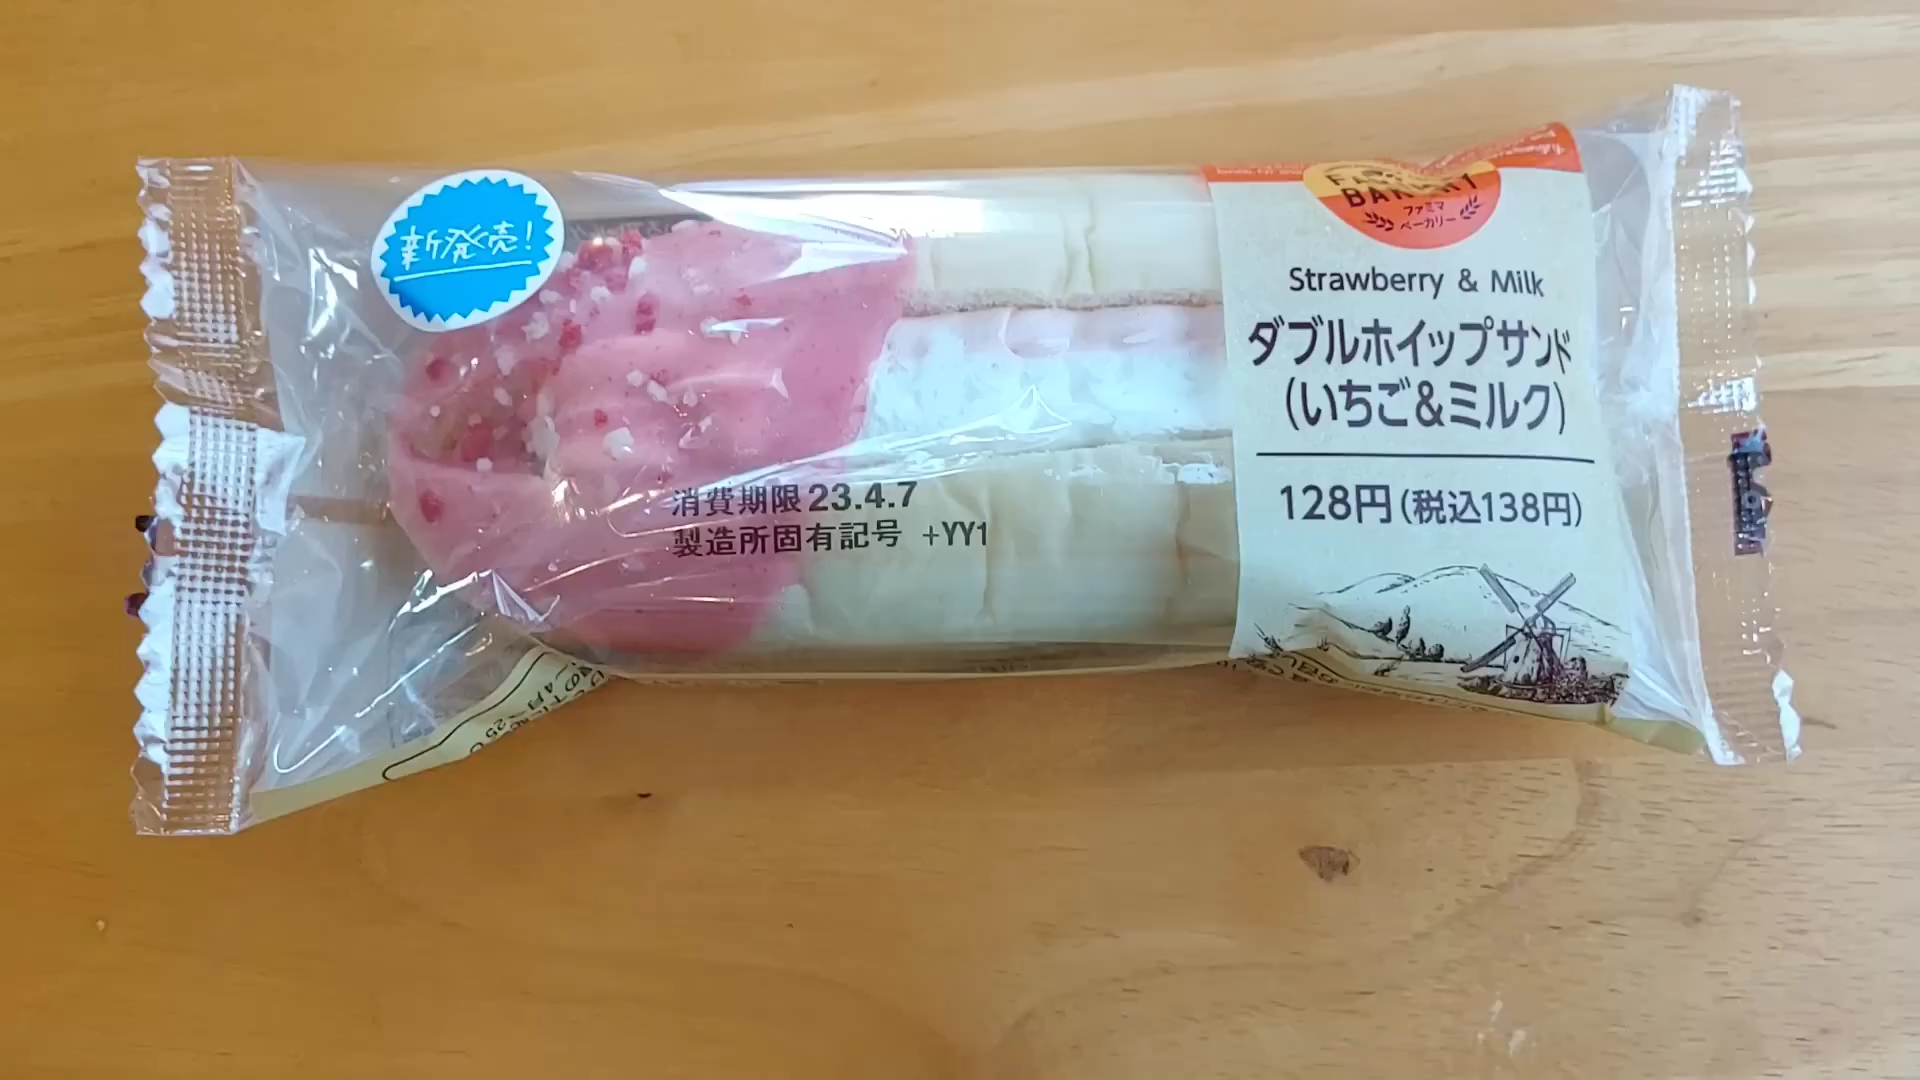 新発売!
BAKERY
ファミマ
ベーカリー
Strawberry & Milk
ダブルホイップサンド
(いちご&ミルク)
128円(税込138円)
消費期限 23.4.7
製造所固有記号 +YY1